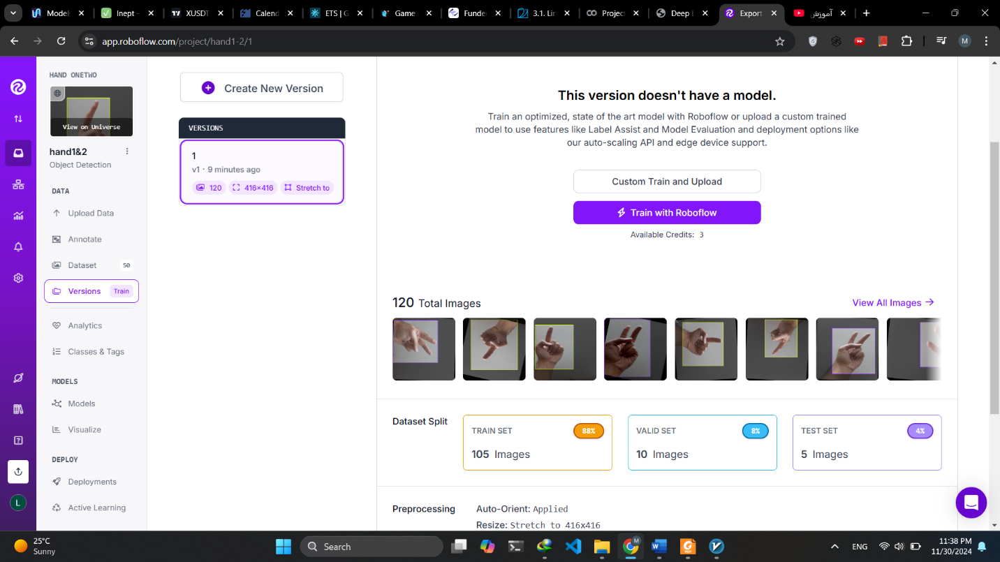 Models
Inept -
XUSDT
Calend
ETS | G
Game
Funde
3.1. Lin
Project
Deep L
Export
آموزش
app.roboflow.com/project/hand1-2/1
M
HAND ONETWO
View on Universe
hand1&2
Object Detection
DATA
Upload Data
Annotate
Dataset 50
Versions Train
Analytics
Classes & Tags
MODELS
Models
Visualize
DEPLOY
Deployments
Active Learning
L
Create New Version
VERSIONS
1
v1 · 9 minutes ago
120 416×416 Stretch to
This version doesn't have a model.
Train an optimized, state of the art model with Roboflow or upload a custom trained
model to use features like Label Assist and Model Evaluation and deployment options like
our auto-scaling API and edge device support.
Custom Train and Upload
Train with Roboflow
Available Credits: 3
120 Total Images
View All Images →
Dataset Split
TRAIN SET 88%
105 Images
VALID SET 8%
10 Images
TEST SET 4%
5 Images
Preprocessing
Auto-Orient: Applied
Resize: Stretch to 416x416
25°C
Sunny
Search
ENG
11:38 PM
11/30/2024